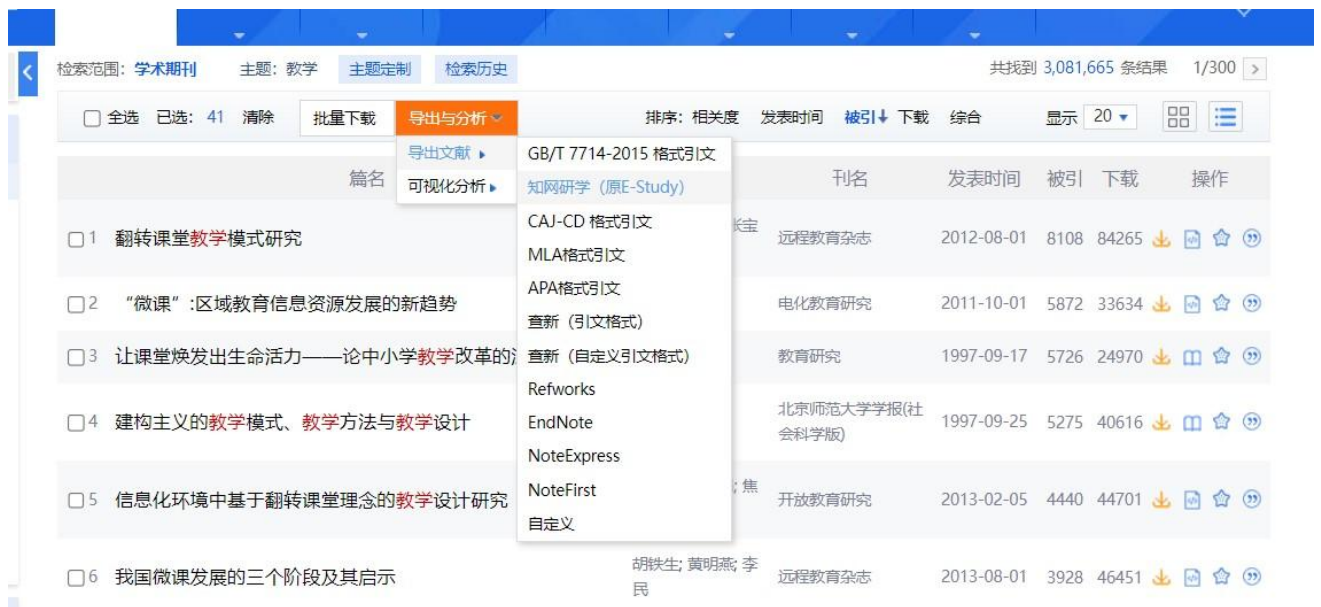 检索范围：学术期刊 主题：教学 主题定制 检索历史 共找到 3,081,665 条结果 1/300 >
全选 已选：41 清除 批量下载 导出与分析 排序：相关度 发表时间 被引↓ 下载 综合 显示 20
导出文献
可视化分析
GB/T 7714-2015 格式引文
知网研学（原E-Study）
CAJ-CD 格式引文
MLA格式引文
APA格式引文
查新（引文格式）
查新（自定义引文格式）
Refworks
EndNote
NoteExpress
NoteFirst
自定义
篇名 刊名 发表时间 被引 下载 操作
1 翻转课堂教学模式研究 宝 远程教育杂志 2012-08-01 8108 84265
2 “微课”:区域教育信息资源发展的新趋势 电化教育研究 2011-10-01 5872 33634
3 让课堂焕发出生命活力——论中小学教学改革的 教育研究 1997-09-17 5726 24970
4 建构主义的教学模式、教学方法与教学设计 北京师范大学学报(社
会科学版) 1997-09-25 5275 40616
5 信息化环境中基于翻转课堂理念的教学设计研究 ; 焦 开放教育研究 2013-02-05 4440 44701
6 我国微课发展的三个阶段及其启示 胡铁生; 黄明燕; 李
民 远程教育杂志 2013-08-01 3928 46451